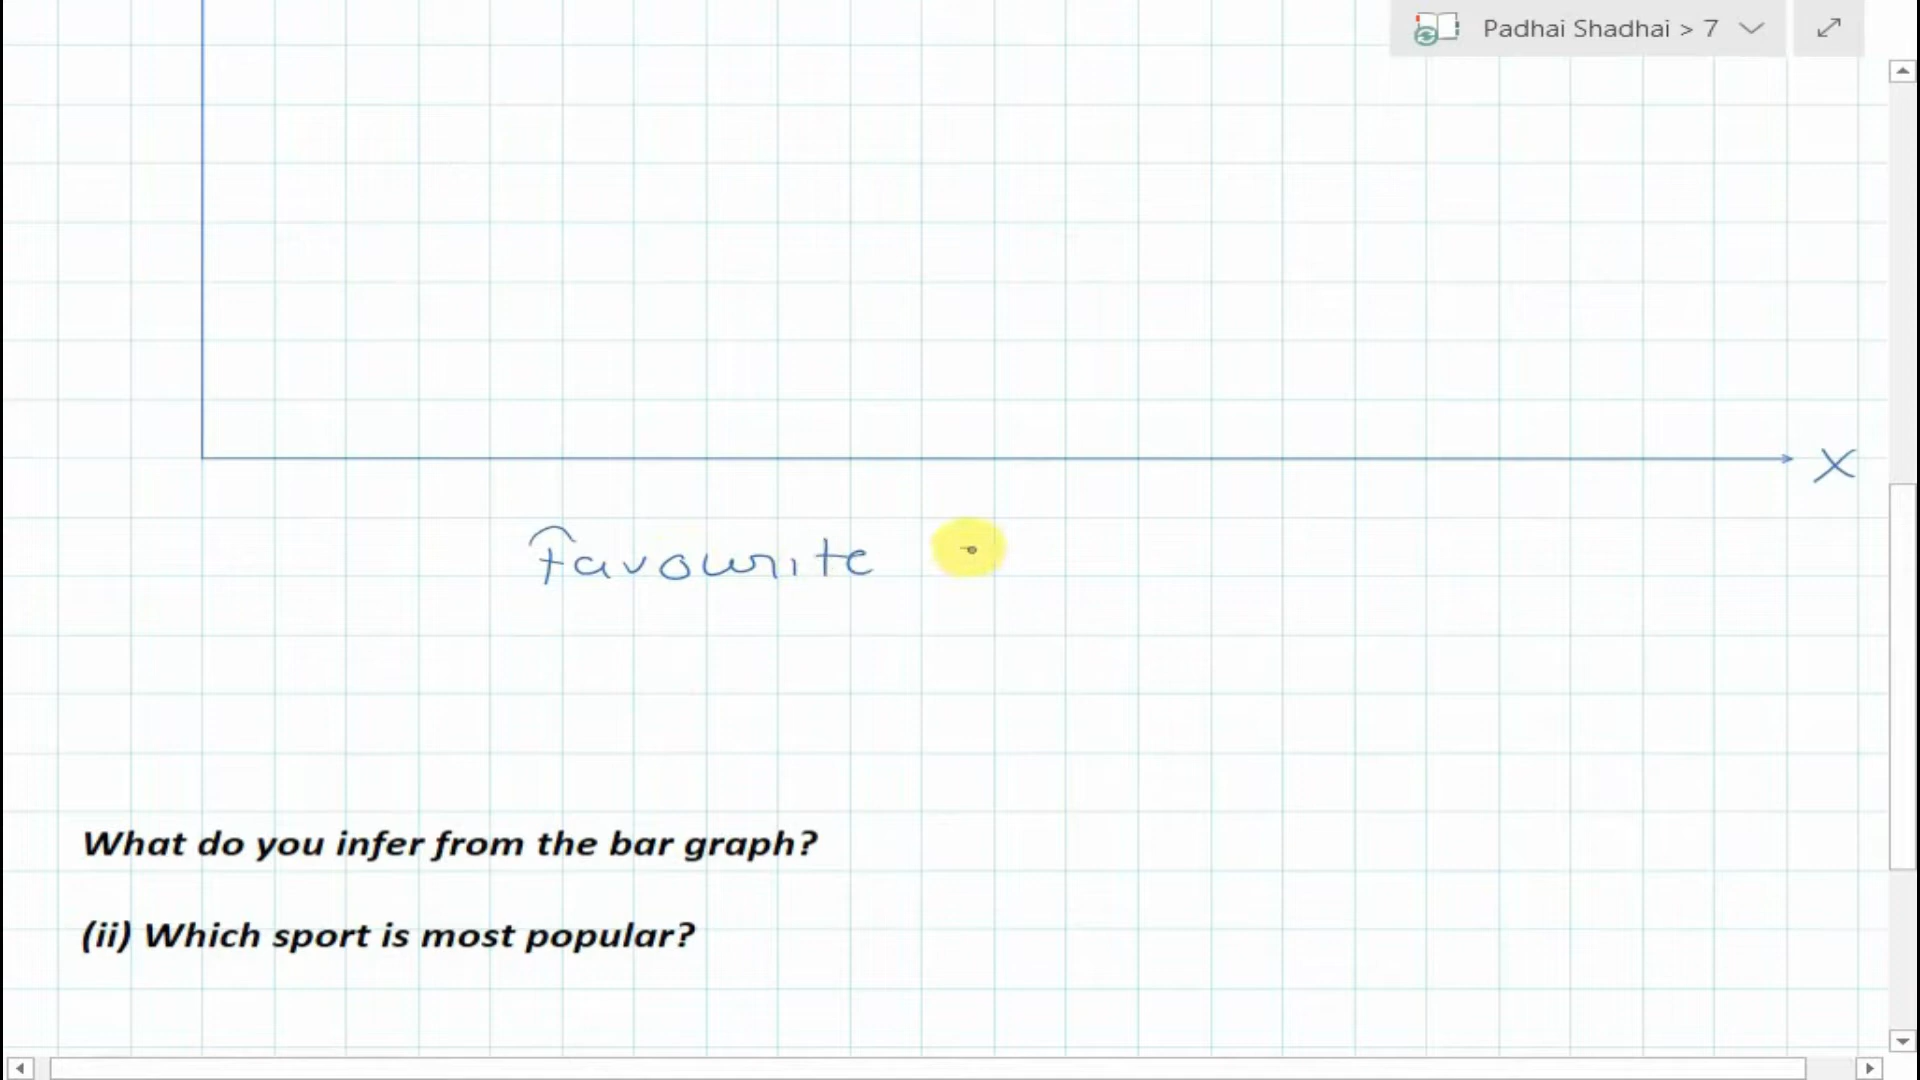 Padhai Shadhai > 7
X
Favourite
What do you infer from the bar graph?
(ii) Which sport is most popular?